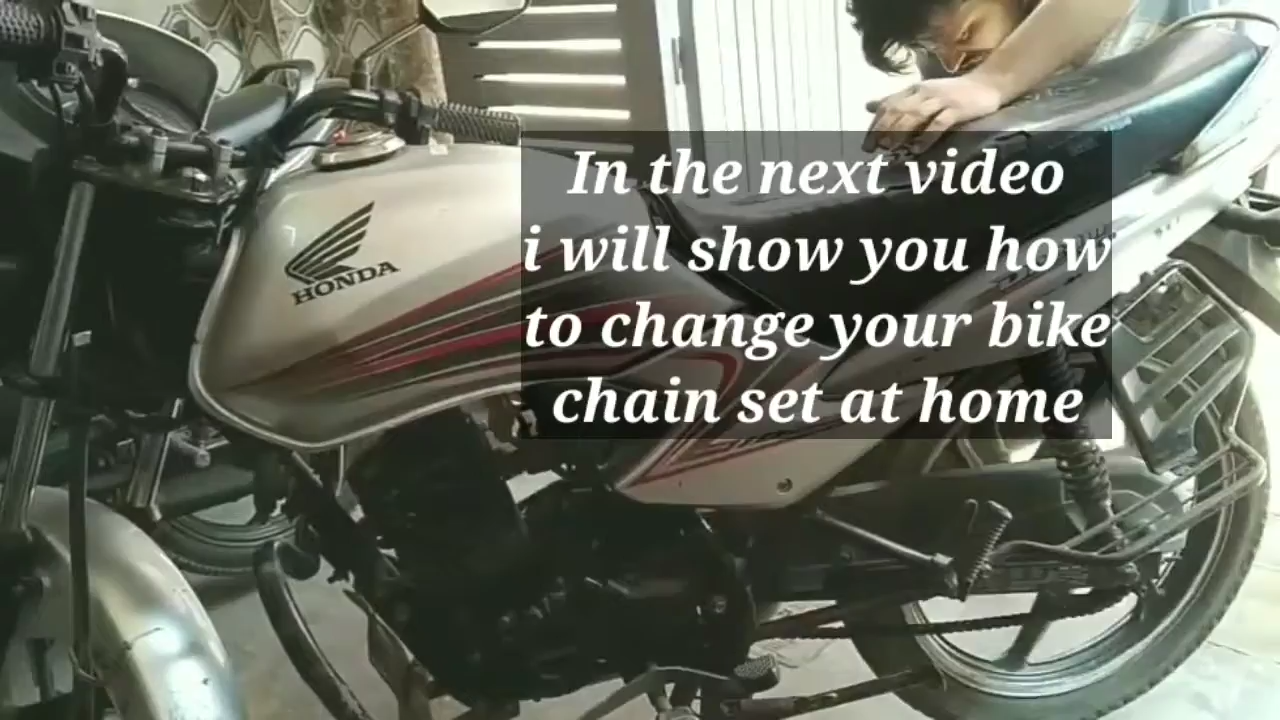 HONDA
In the next video
i will show you how
to change your bike
chain set at home